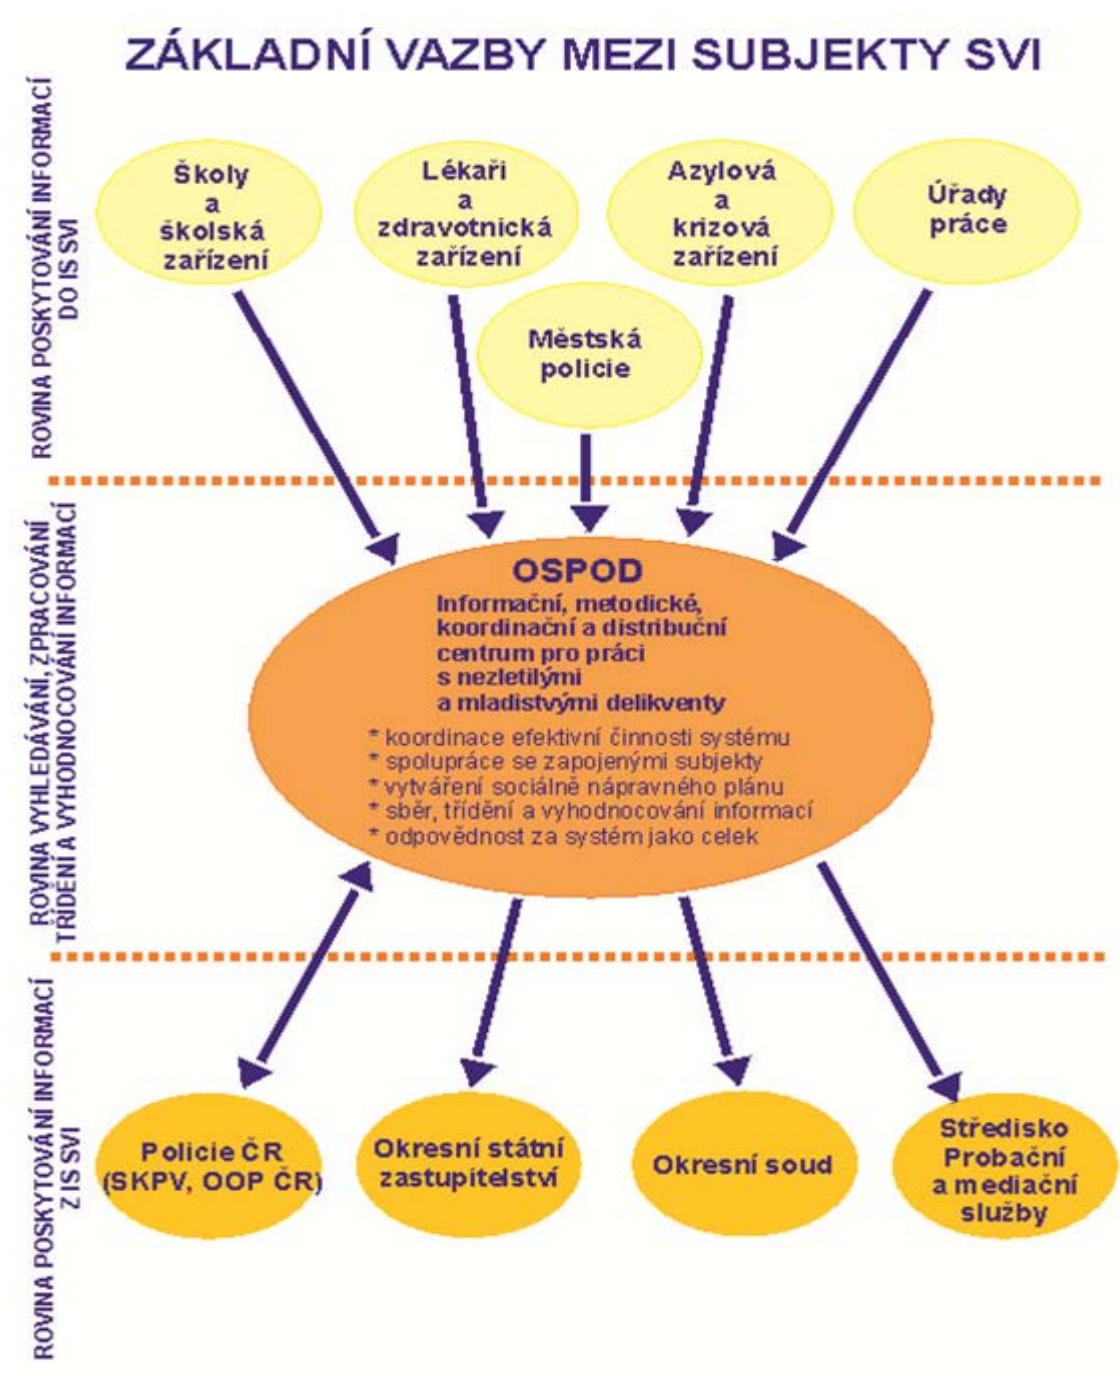 ZÁKLADNÍ VAZBY MEZI SUBJEKTY SVI
ROVINA POSKYTOVÁNÍ INFORMACÍ
DO IS SVI
Školy
a
školská
zařízení
Lékaři
a
zdravotnická
zařízení
Azylová
a
krizová
zařízení
Úřady
práce
Městská
policie
ROVINA VYHLEDÁVÁNÍ, ZPRACOVÁNÍ
TŘÍDĚNÍ A VYHODNOCOVÁNÍ INFORMACÍ
OSPOD
Informační, metodické,
koordinační a distribuční
centrum pro práci
s nezletilými
a mladistvými delikventy
* koordinace efektivní činnosti systému
* spolupráce se zapojenými subjekty
* vytváření sociálně nápravného plánu
* sběr, třídění a vyhodnocování informací
* odpovědnost za systém jako celek
ROVINA POSKYTOVÁNÍ INFORMACÍ
Z IS SVI
Policie ČR
(SKPV, OOP ČR)
Okresní státní
zastupitelství
Okresní soud
Středisko
Probační
a mediační
služby